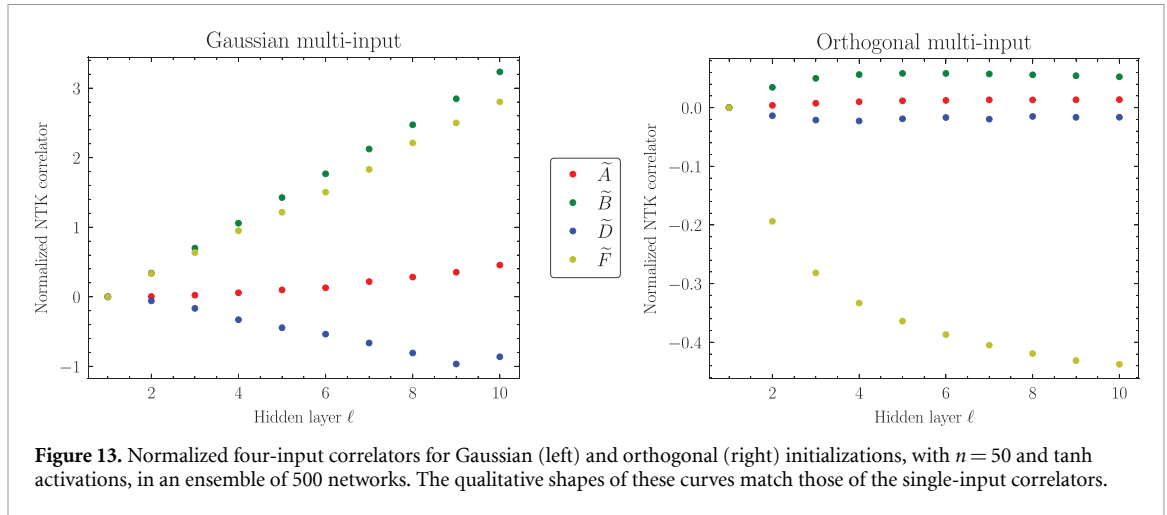 Gaussian multi-input
Orthogonal multi-input
Normalized NTK correlator
3
2
1
0
−1
2
4
6
8
10
Hidden layer ℓ
Ã
B̃
D̃
F̃
Normalized NTK correlator
0.0
−0.1
−0.2
−0.3
−0.4
2
4
6
8
10
Hidden layer ℓ
Figure 13. Normalized four-input correlators for Gaussian (left) and orthogonal (right) initializations, with n = 50 and tanh
activations, in an ensemble of 500 networks. The qualitative shapes of these curves match those of the single-input correlators.